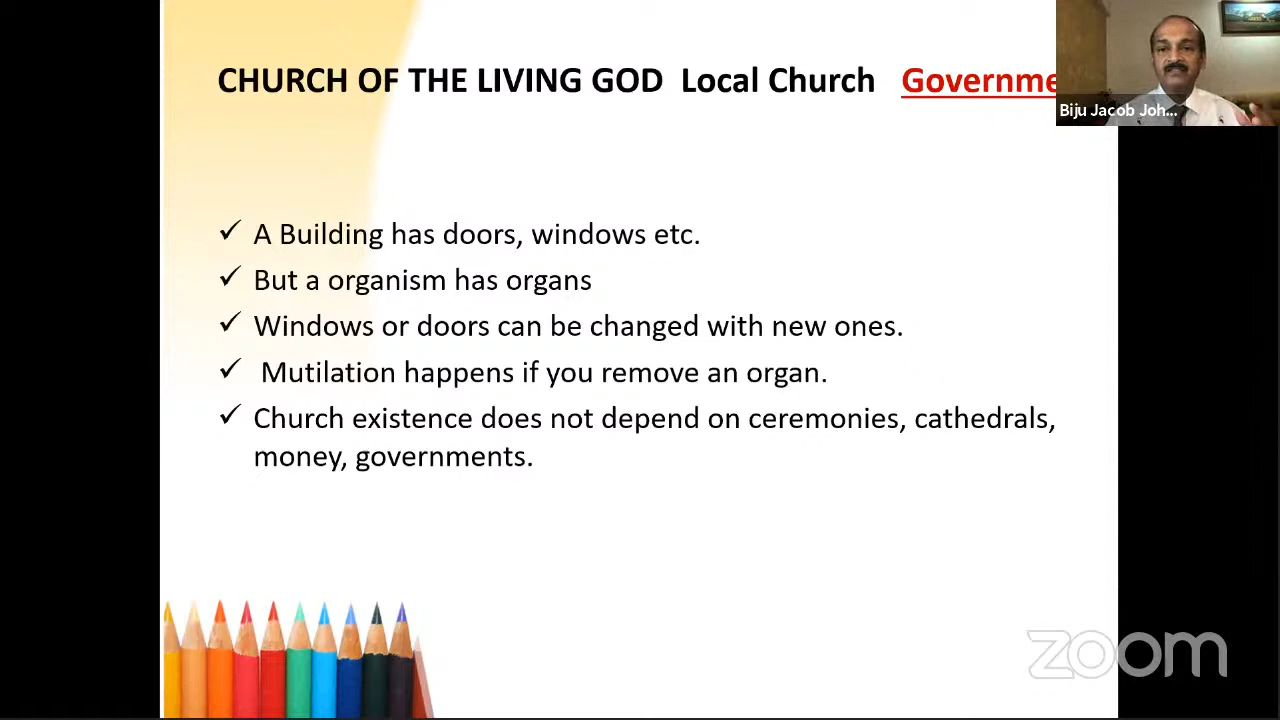 CHURCH OF THE LIVING GOD Local Church Governme
Biju Jacob Joh...
✓ A Building has doors, windows etc.
✓ But a organism has organs
✓ Windows or doors can be changed with new ones.
✓ Mutilation happens if you remove an organ.
✓ Church existence does not depend on ceremonies, cathedrals,
money, governments.
zoom